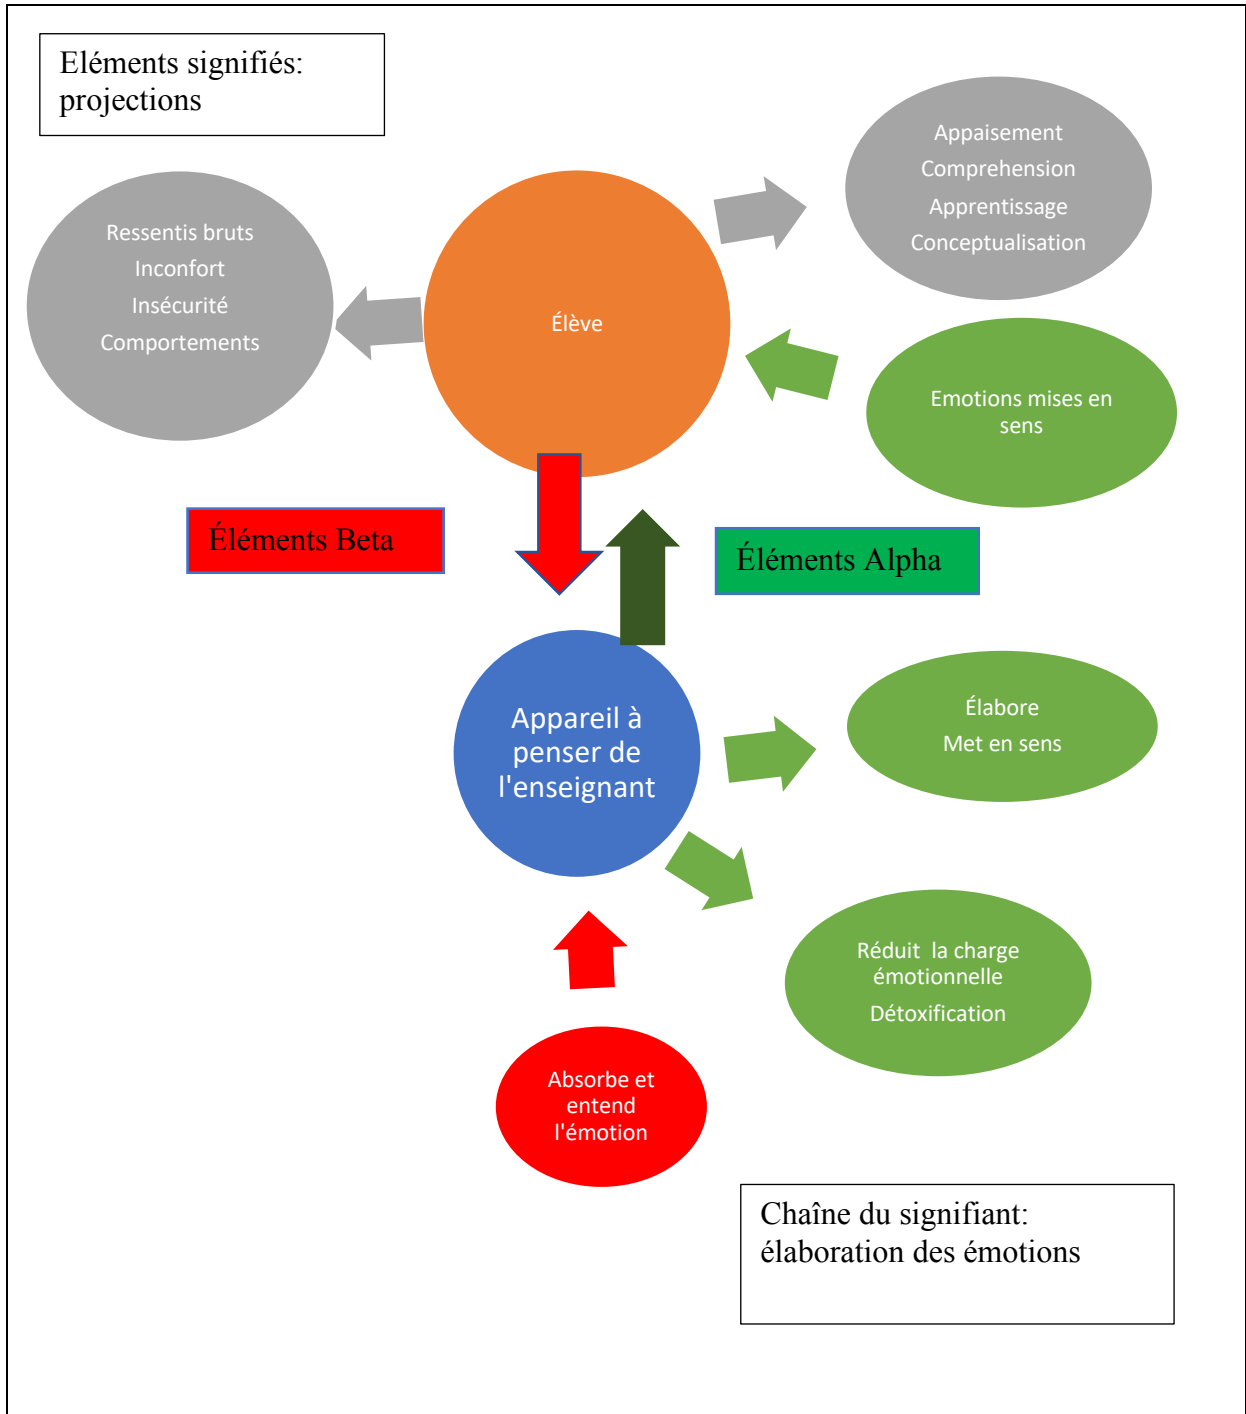 Eléments signifiés:
projections
Appaisement
Comprehension
Apprentissage
Conceptualisation
Ressentis bruts
Inconfort
Insécurité
Comportements
Élève
Emotions mises en
sens
Éléments Beta
Éléments Alpha
Appareil à
penser de
l'enseignant
Élabore
Met en sens
Réduit  la charge
émotionnelle
Détoxification
Absorbe et
entend
l'émotion
Chaîne du signifiant:
élaboration des émotions